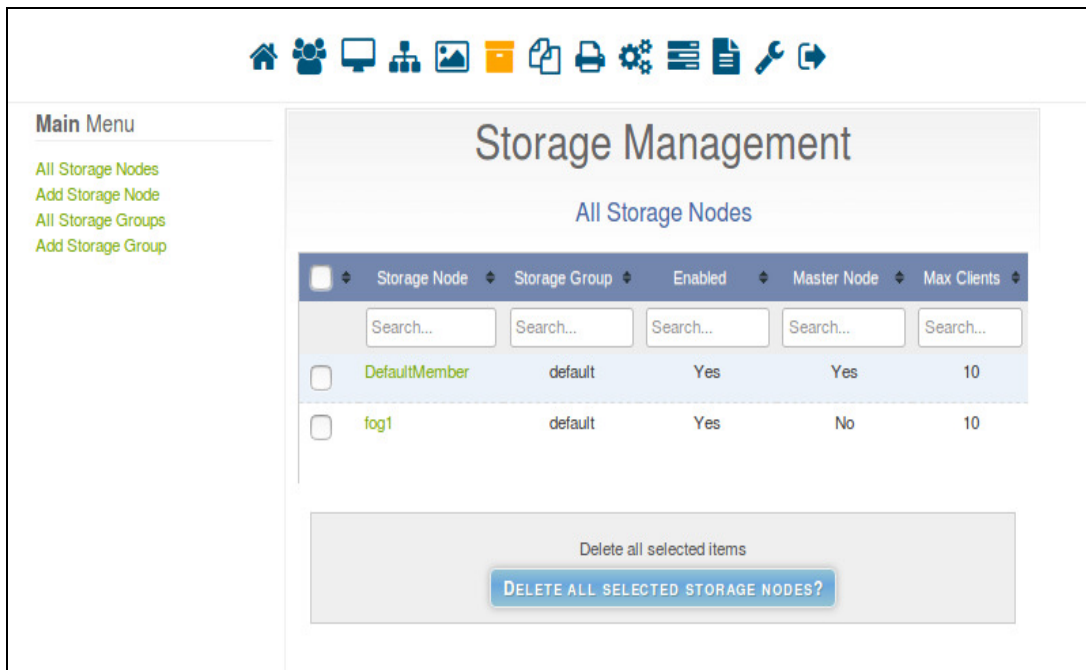 Main Menu
All Storage Nodes
Add Storage Node
All Storage Groups
Add Storage Group
Storage Management
All Storage Nodes
Storage Node Storage Group Enabled Master Node Max Clients
Search... Search... Search... Search... Search...
DefaultMember default Yes Yes 10
fog1 default Yes No 10
Delete all selected items
DELETE ALL SELECTED STORAGE NODES?